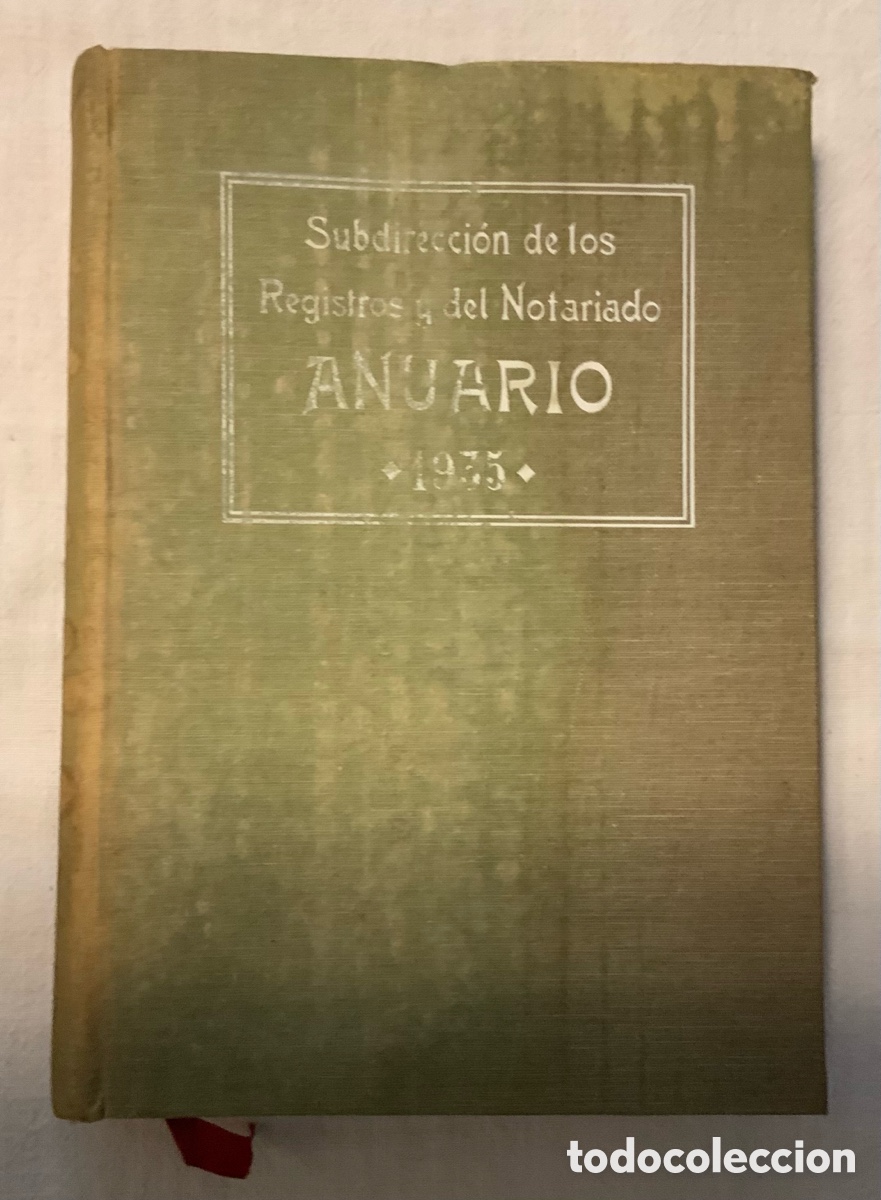 Subdirección de los
Registros y del Notariado
ANUARIO
1935
todocoleccion